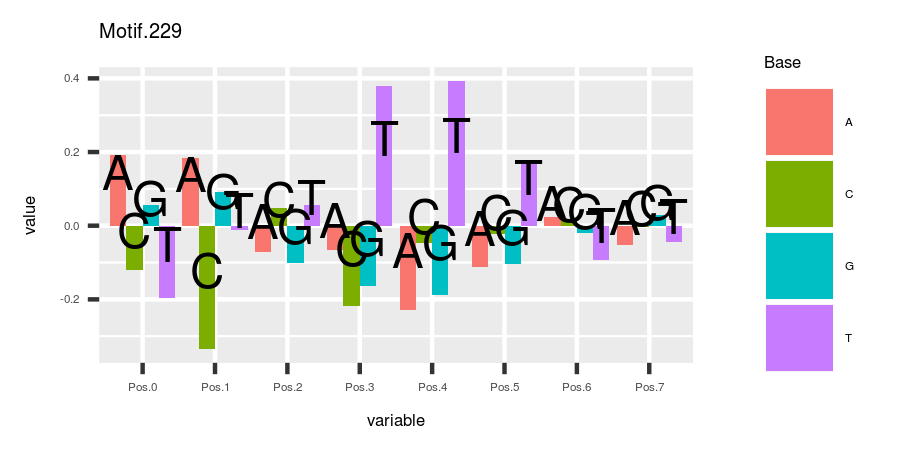 Motif.229
value
0.4
0.2
0.0
-0.2
A C G T A C G T A C G T A C G T A C G T A C G T A C G T A C G T
Pos.0 Pos.1 Pos.2 Pos.3 Pos.4 Pos.5 Pos.6 Pos.7
variable
Base
A
C
G
T